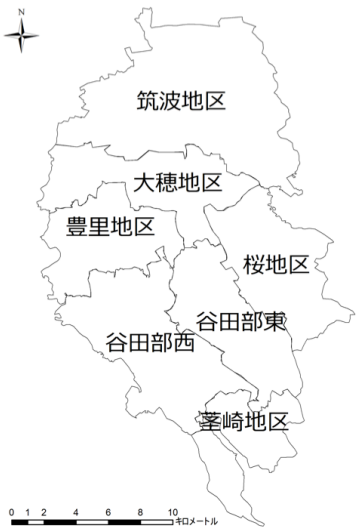 N
筑波地区
大穂地区
豊里地区
桜地区
谷田部東
谷田部西
茎崎地区
0 1 2 4 6 8 10
キロメートル